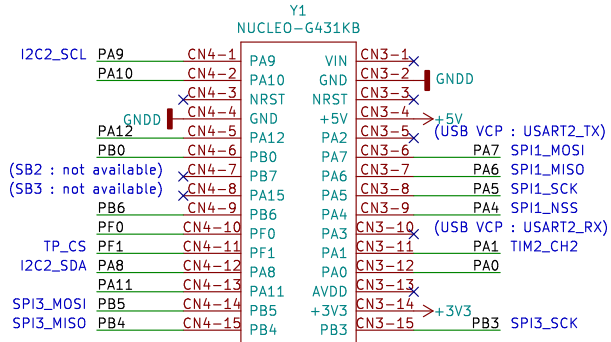 Y1
NUCLEO-G431KB
I2C2_SCL PA9 CN4-1 PA9 VIN CN3-1
PA10 CN4-2 PA10 GND CN3-2 GNDD
CN4-3 NRST NRST CN3-3
GNDD CN4-4 GND +5V CN3-4 +5V
PA12 CN4-5 PA12 PA2 CN3-5 (USB VCP : USART2_TX)
PB0 CN4-6 PB0 PA7 CN3-6 PA7 SPI1_MOSI
(SB2 : not available) CN4-7 PB7 PA6 CN3-7 PA6 SPI1_MISO
(SB3 : not available) CN4-8 PA15 PA5 CN3-8 PA5 SPI1_SCK
PB6 CN4-9 PB6 PA4 CN3-9 PA4 SPI1_NSS
PF0 CN4-10 PF0 PA3 CN3-10 (USB VCP : USART2_RX)
TP_CS PF1 CN4-11 PF1 PA1 CN3-11 PA1 TIM2_CH2
I2C2_SDA PA8 CN4-12 PA8 PA0 CN3-12 PA0
PA11 CN4-13 PA11 AVDD CN3-13
SPI3_MOSI PB5 CN4-14 PB5 +3V3 CN3-14 +3V3
SPI3_MISO PB4 CN4-15 PB4 PB3 CN3-15 PB3 SPI3_SCK